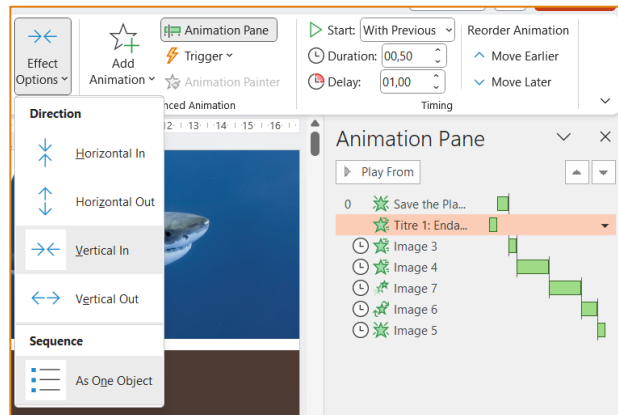 Effect
Options
Add
Animation
Animation Pane
Trigger
Animation Painter
nced Animation
Start: With Previous
Duration: 00,50
Delay: 01,00
Timing
Reorder Animation
Move Earlier
Move Later
Direction
Horizontal In
Horizontal Out
Vertical In
Vertical Out
Sequence
As One Object
12 14 15 16
Animation Pane
Play From
0 Save the Pla...
Titre 1: Enda...
Image 3
Image 4
Image 7
Image 6
Image 5